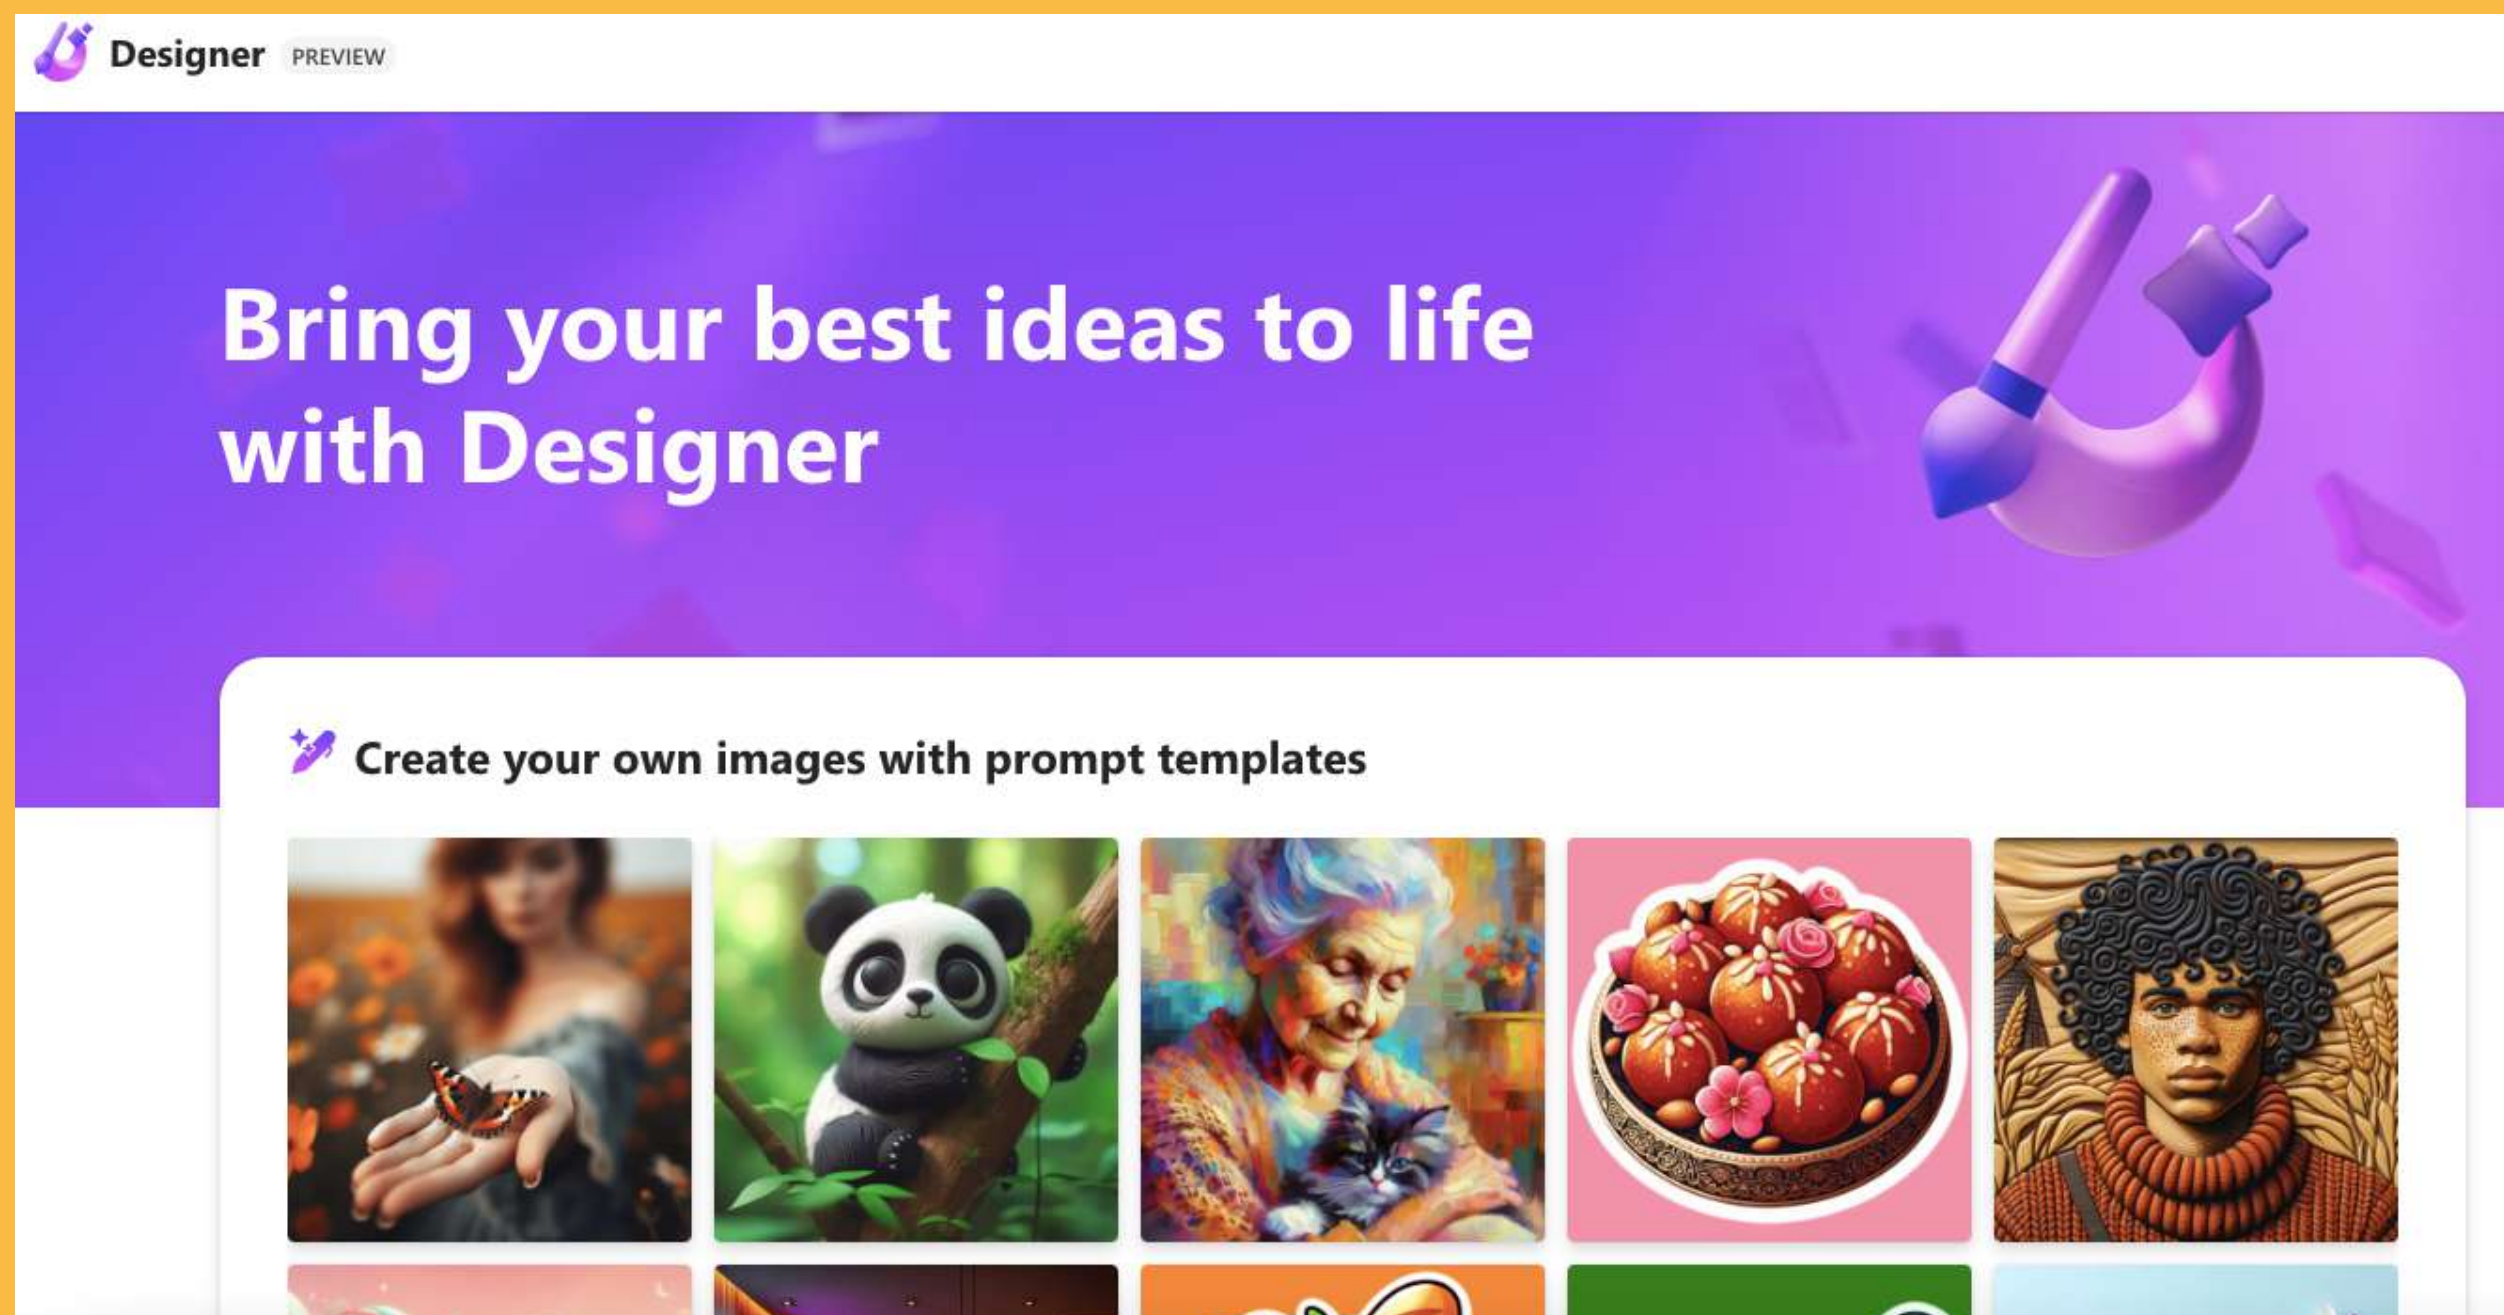 Designer PREVIEW
Bring your best ideas to life
with Designer
Create your own images with prompt templates